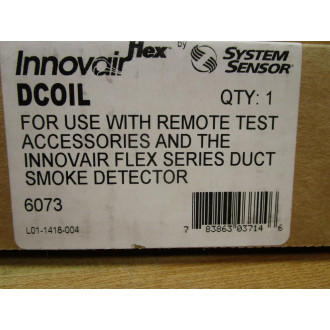 Innovair flex by SYSTEM SENSOR®
DCOIL QTY: 1
FOR USE WITH REMOTE TEST
ACCESSORIES AND THE
INNOVAIR FLEX SERIES DUCT
SMOKE DETECTOR
6073
L01-1418-004
7 83863 03714 6